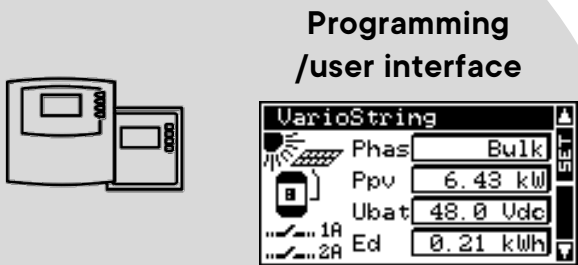 Programming
/user interface
VarioString
SET
Phas Bulk
Ppv 6.43 kW
Ubat 48.0 Vdc
1A
Ed 0.21 kWh
2A